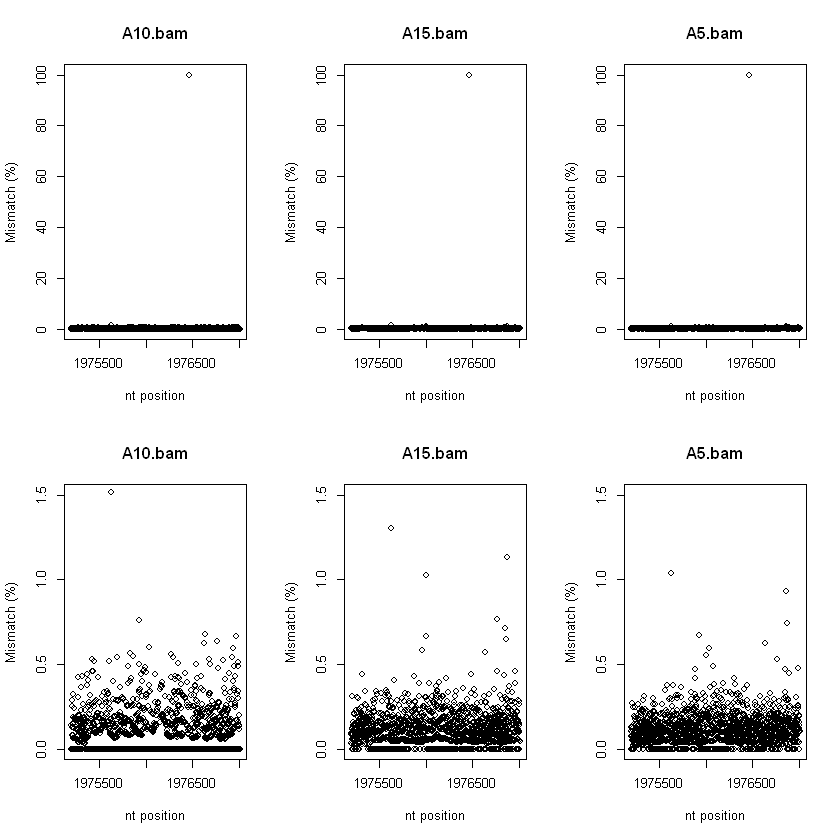 A10.bam A15.bam A5.bam
100 100 100
80 80 80
60 60 60
40 40 40
20 20 20
0 0 0
Mismatch (%) Mismatch (%) Mismatch (%)
1975500 1976500 1975500 1976500 1975500 1976500
nt position nt position nt position
A10.bam A15.bam A5.bam
1.5 1.5 1.5
1.0 1.0 1.0
0.5 0.5 0.5
0.0 0.0 0.0
Mismatch (%) Mismatch (%) Mismatch (%)
1975500 1976500 1975500 1976500 1975500 1976500
nt position nt position nt position